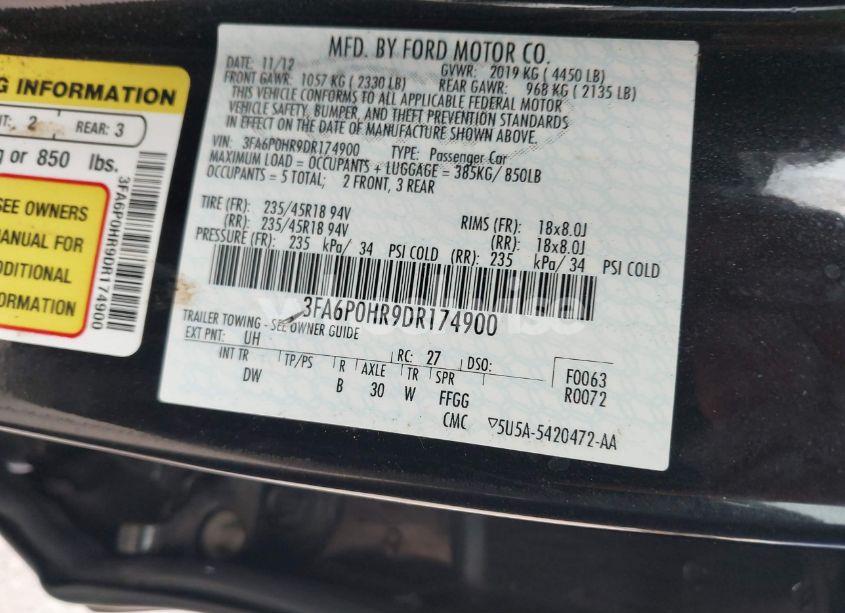 MFD. BY FORD MOTOR CO.
DATE: 11/12 GVWR: 2019 KG ( 4450 LB)
FRONT GAWR: 1057 KG ( 2330 LB) REAR GAWR: 968 KG ( 2135 LB)
THIS VEHICLE CONFORMS TO ALL APPLICABLE FEDERAL MOTOR
VEHICLE SAFETY, BUMPER, AND THEFT PREVENTION STANDARDS
IN EFFECT ON THE DATE OF MANUFACTURE SHOWN ABOVE.
VIN: 3FA6P0HR9DR174900 TYPE: Passenger Car
MAXIMUM LOAD = OCCUPANTS + LUGGAGE = 385KG/ 850LB
OCCUPANTS = 5 TOTAL; 2 FRONT, 3 REAR
TIRE (FR): 235/45R18 94V RIMS (FR): 18x8.0J
(RR): 235/45R18 94V (RR): 18x8.0J
PRESSURE (FR): 235 kPa/ 34 PSI COLD (RR): 235 kPa/ 34 PSI COLD
3FA6P0HR9DR174900
TRAILER TOWING - SEE OWNER GUIDE
EXT PNT: UH RC: 27 DSO:
INT TR TP/PS R AXLE TR SPR F0063
DW B 30 W FFGG R0072
CMC ▽5U5A-5420472-AA
INFORMATION
2 REAR: 3
or 850 lbs.
SEE OWNERS
MANUAL FOR
INFORMATION
3FA6P0HR9DR174900